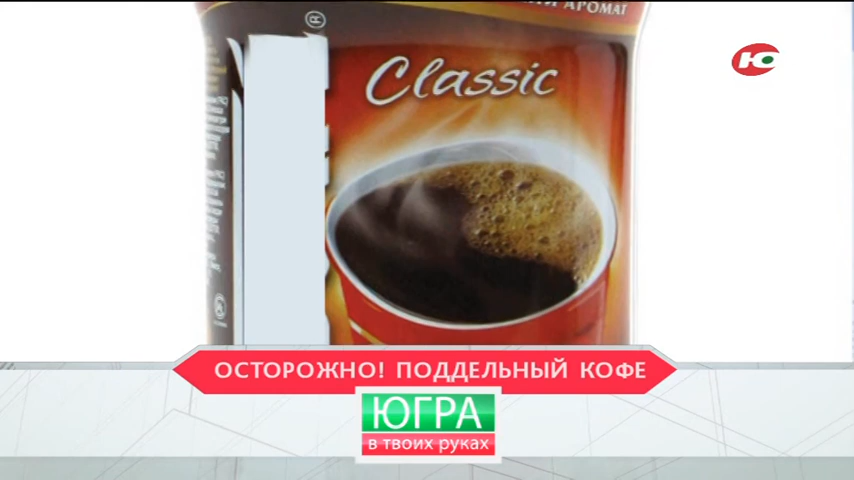 АРОМАТ
®
Classic
Ю
ОСТОРОЖНО! ПОДДЕЛЬНЫЙ КОФЕ
ЮГРА
в твоих руках